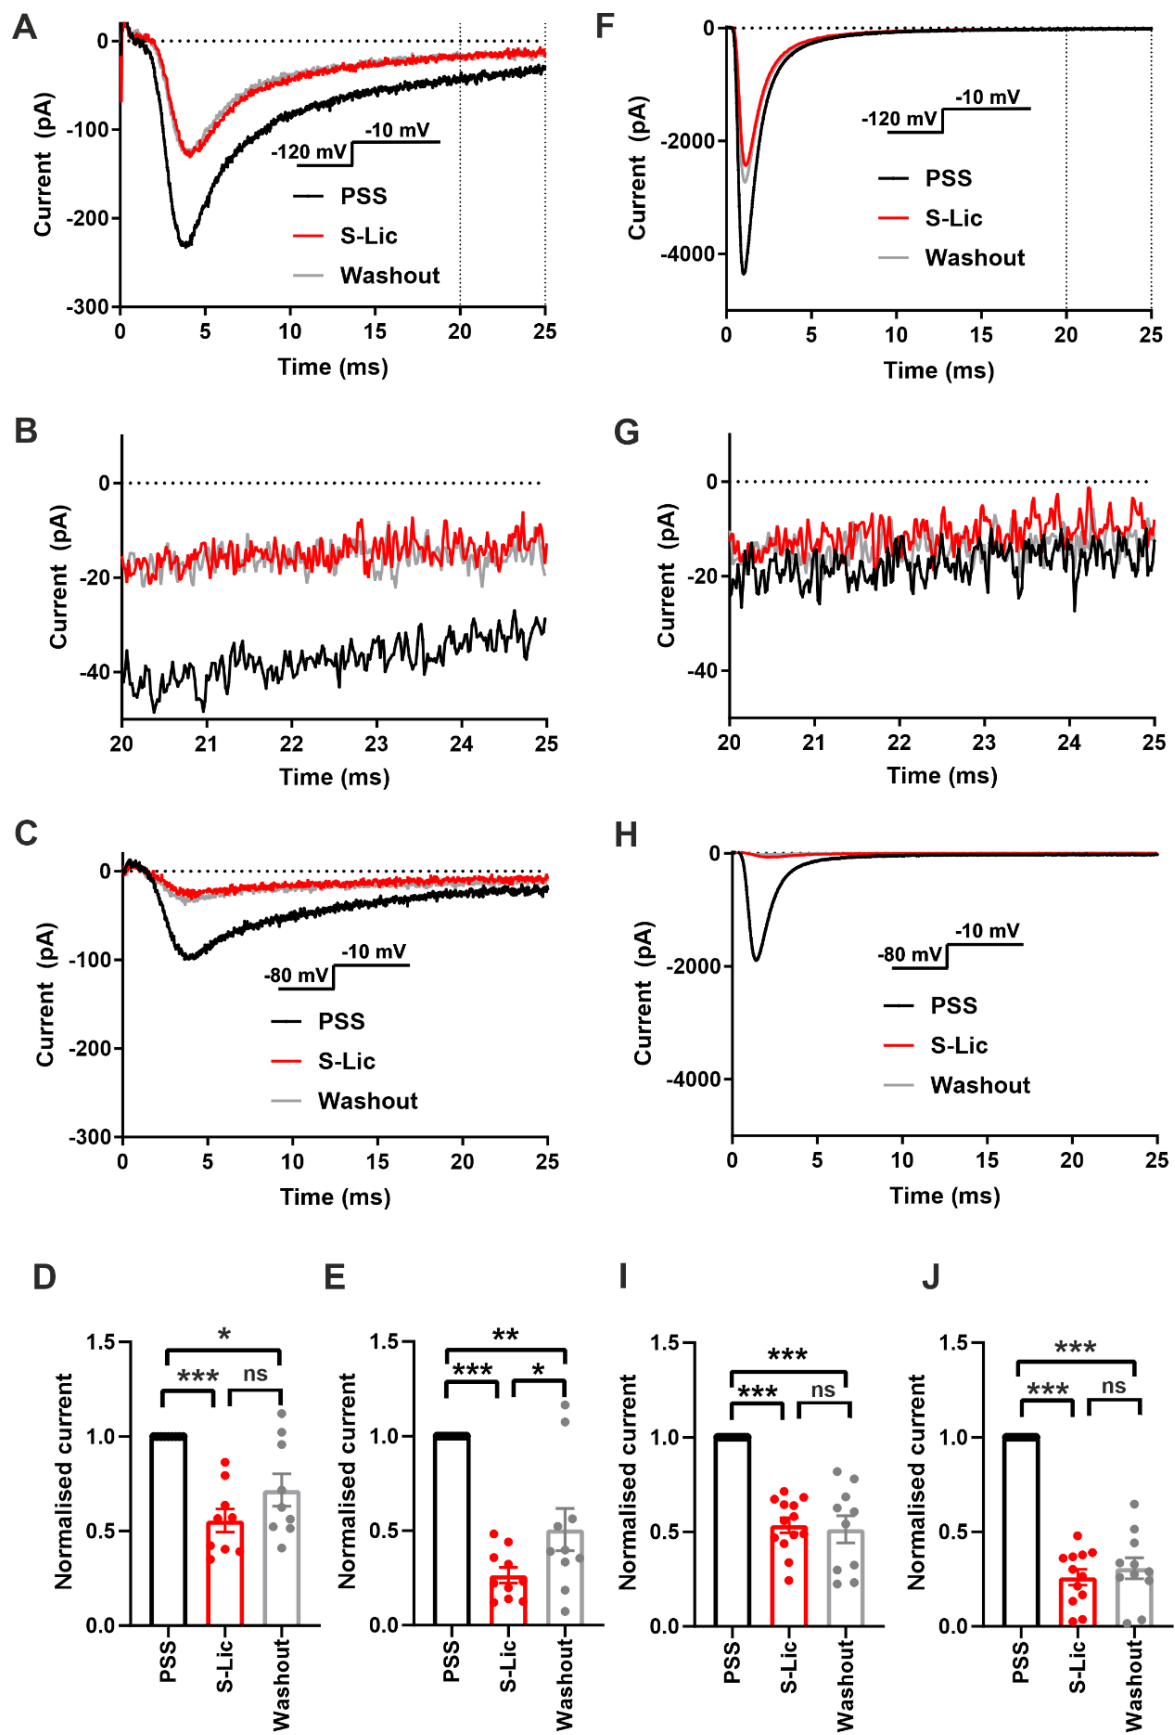 A
0
-100
-200
-300
Current (pA)
-10 mV
-120 mV
PSS
S-Lic
Washout
0 5 10 15 20 25
Time (ms)
F
0
-2000
-4000
Current (pA)
-10 mV
-120 mV
PSS
S-Lic
Washout
0 5 10 15 20 25
Time (ms)
B
0
-20
-40
Current (pA)
20 21 22 23 24 25
Time (ms)
G
0
-20
-40
Current (pA)
20 21 22 23 24 25
Time (ms)
C
0
-100
-200
-300
Current (pA)
-10 mV
-80 mV
PSS
S-Lic
Washout
0 5 10 15 20 25
Time (ms)
H
0
-2000
-4000
Current (pA)
-10 mV
-80 mV
PSS
S-Lic
Washout
0 5 10 15 20 25
Time (ms)
D
1.5
1.0
0.5
0.0
Normalised current
*
*** ns
PSS S-Lic Washout
E
1.5
1.0
0.5
0.0
Normalised current
**
*** *
PSS S-Lic Washout
I
1.5
1.0
0.5
0.0
Normalised current
***
*** ns
PSS S-Lic Washout
J
1.5
1.0
0.5
0.0
Normalised current
***
*** ns
PSS S-Lic Washout